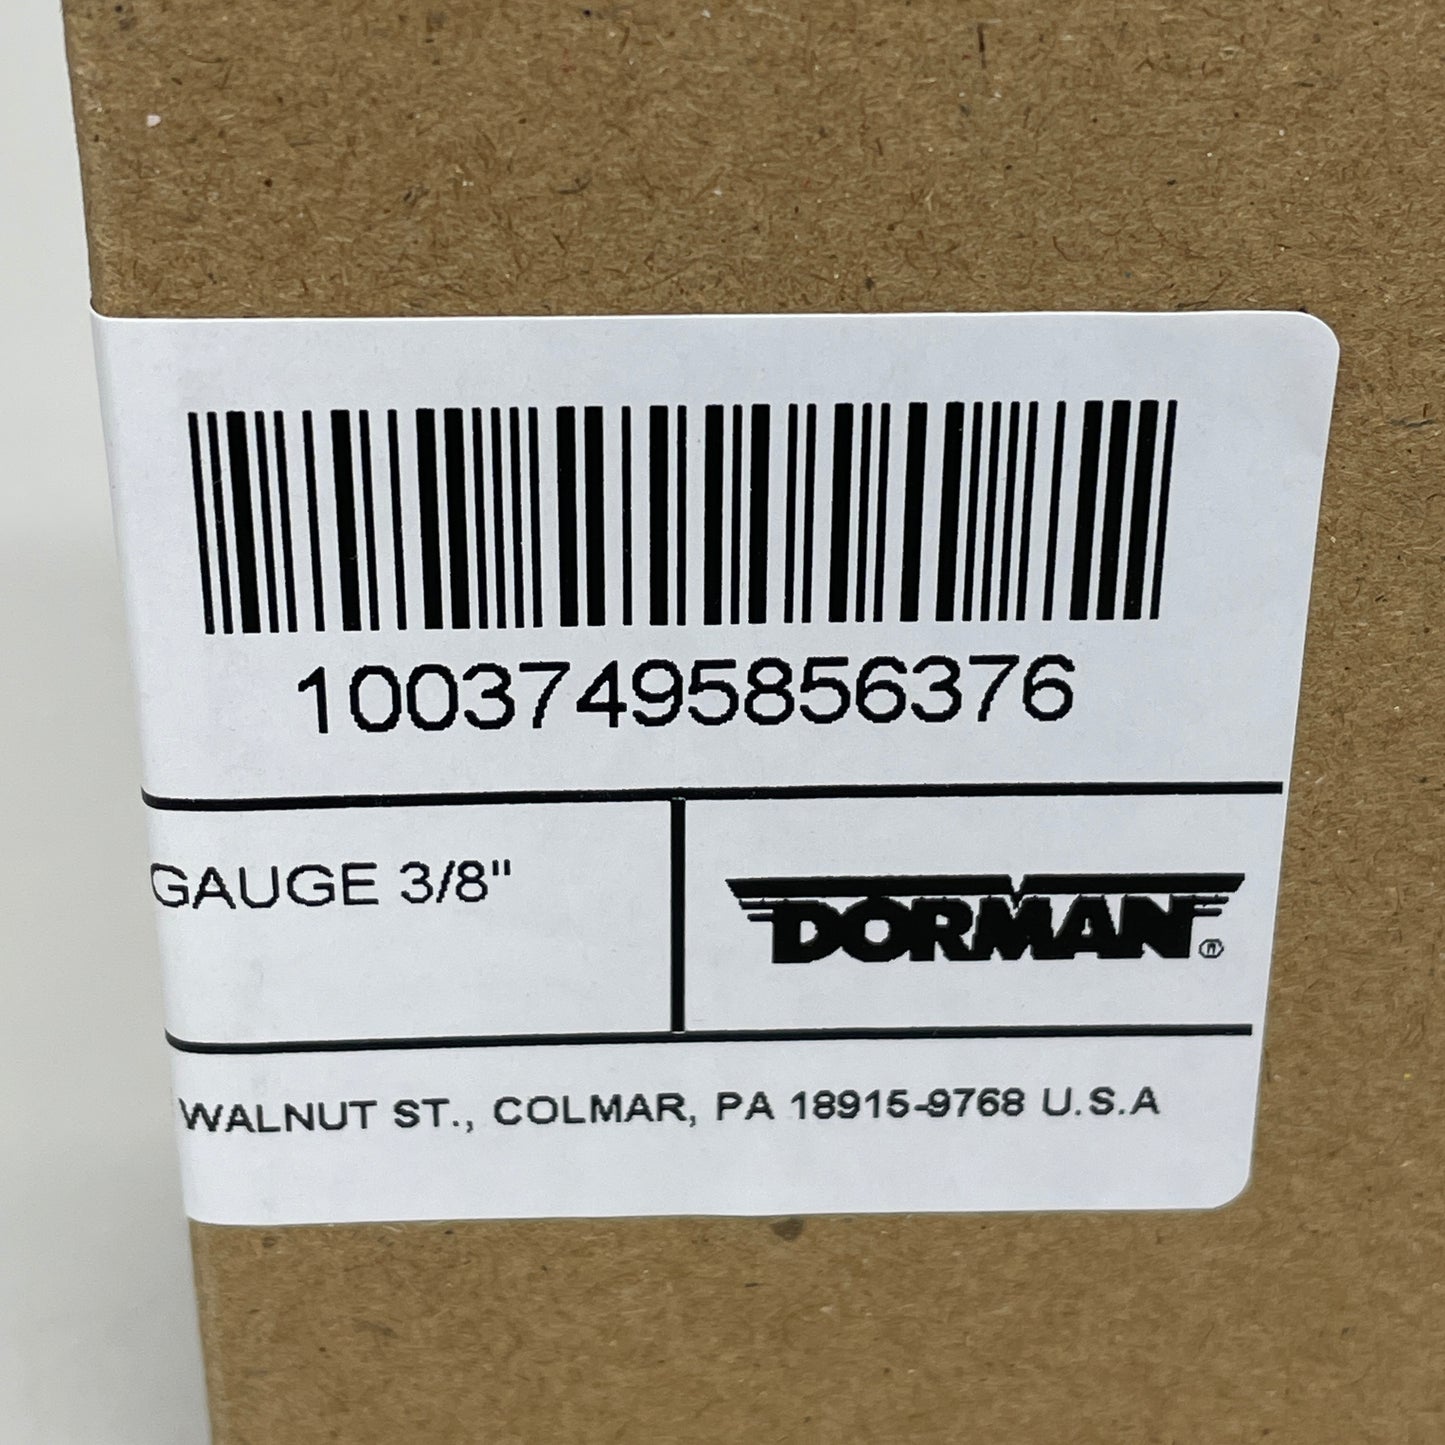 10037495856376
GAUGE 3/8"
DORMAN®
WALNUT ST., COLMAR, PA 18915-9768 U.S.A